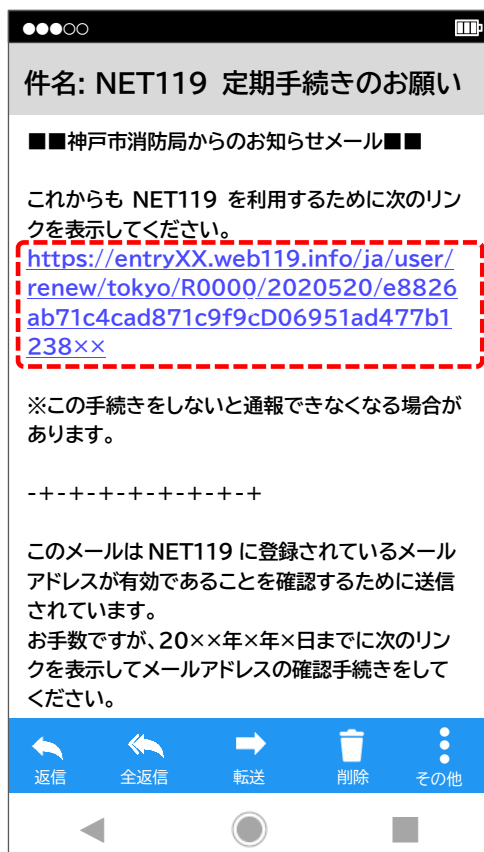 件名: NET119 定期手続きのお願い
■■神戸市消防局からのお知らせメール■■
これからも NET119 を利用するために次のリン
クを表示してください。
https://entryXX.web119.info/ja/user/
renew/tokyo/R0000/2020520/e8826
ab71c4cad871c9f9cD06951ad477b1
238××
※この手続きをしないと通報できなくなる場合が
あります。
-+-+-+-+-+-+-+-+
このメールは NET119 に登録されているメール
アドレスが有効であることを確認するために送信
されています。
お手数ですが、20××年×年×日までに次のリン
クを表示してメールアドレスの確認手続きをして
ください。
返信 全返信 転送 削除 その他